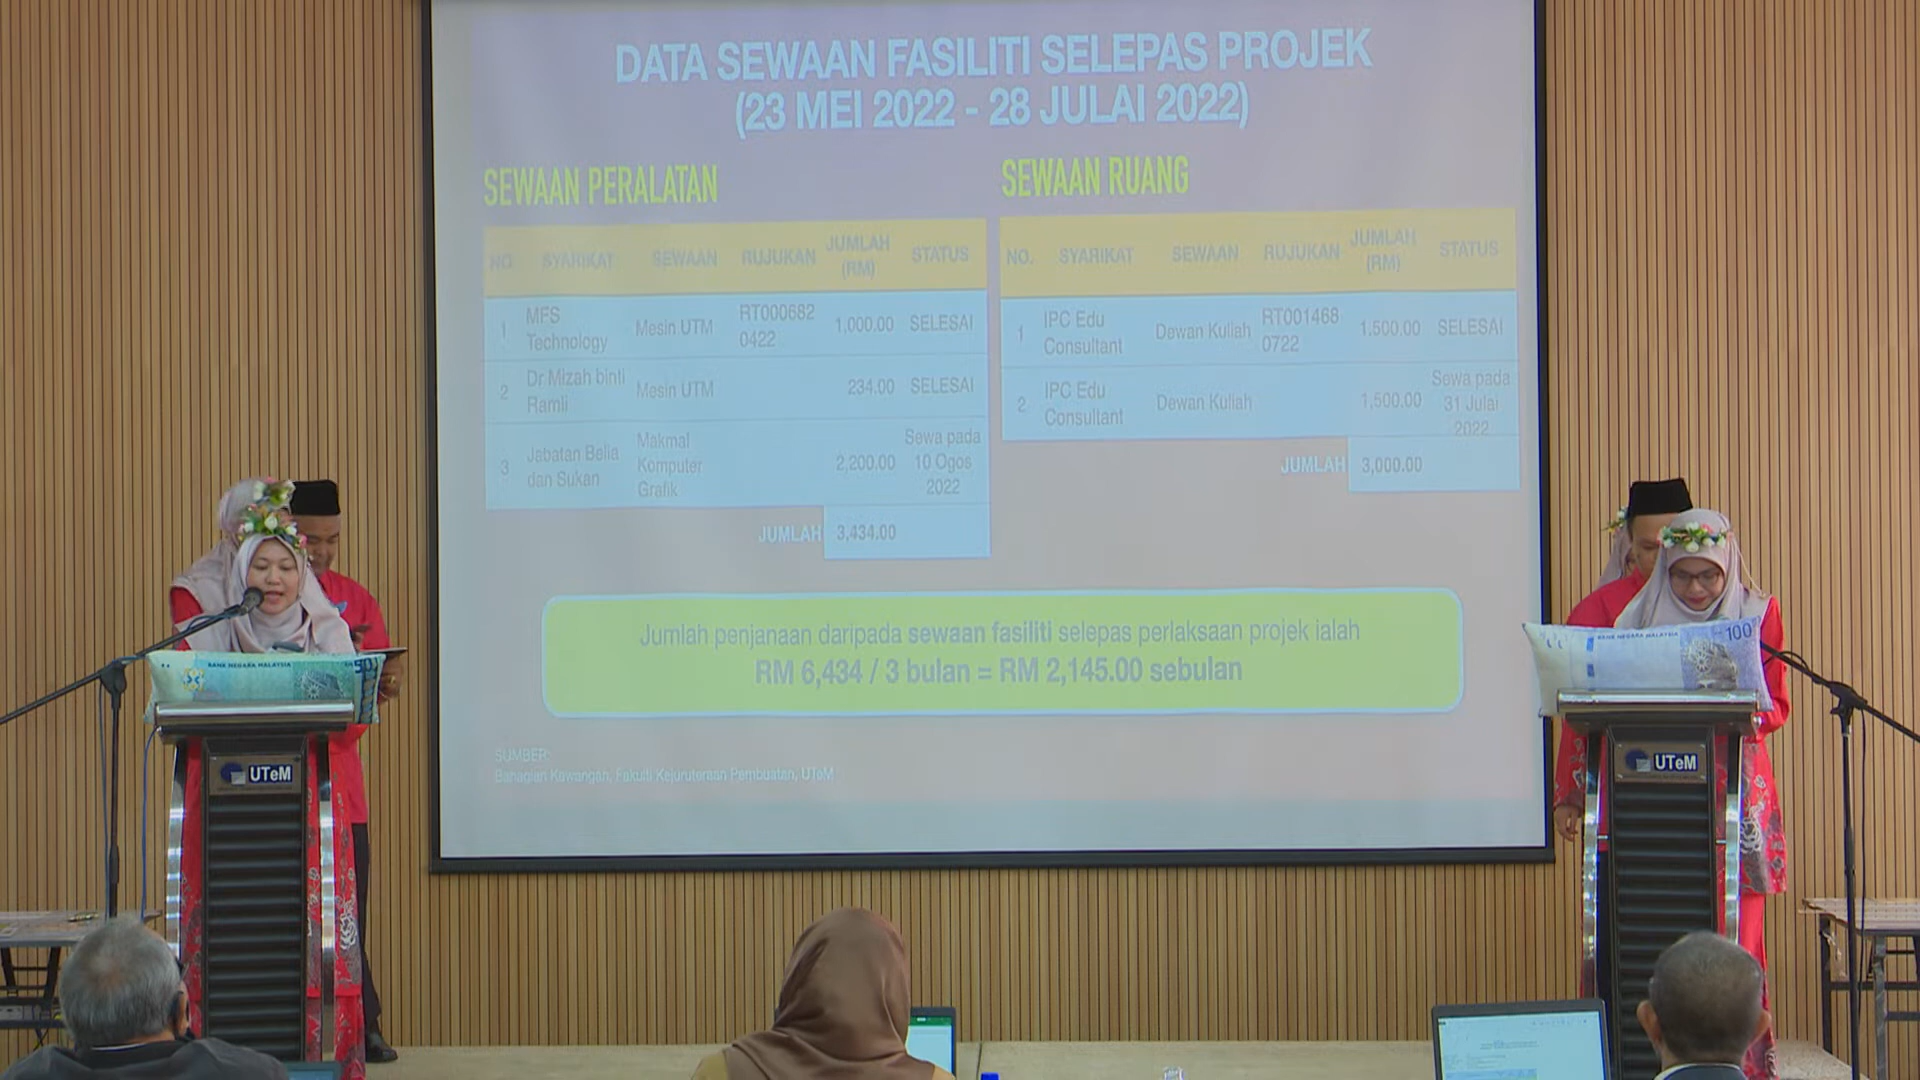 DATA SEWAAN FASILITI SELEPAS PROJEK
(23 MEI 2022 - 28 JULAI 2022)
SEWAAN PERALATAN
NO. SYARIKAT SEWAAN RUJUKAN JUMLAH (RM) STATUS
1 MFS Technology Mesin UTM RT000682 0422 1,000.00 SELESAI
2 Dr Mizah binti Ramli Mesin UTM 234.00 SELESAI
3 Jabatan Belia dan Sukan Makmal Komputer Grafik 2,200.00 Sewa pada 10 Ogos 2022
JUMLAH 3,434.00
SEWAAN RUANG
NO. SYARIKAT SEWAAN RUJUKAN JUMLAH (RM) STATUS
1 IPC Edu Consultant Dewan Kuliah RT001468 0722 1,500.00 SELESAI
2 IPC Edu Consultant Dewan Kuliah 1,500.00 Sewa pada 31 Julai 2022
JUMLAH 3,000.00
Jumlah penjanaan daripada sewaan fasiliti selepas perlaksaan projek ialah
RM 6,434 / 3 bulan = RM 2,145.00 sebulan
SUMBER:
Bahagian Kewangan, Fakulti Kejuruteraan Pembuatan, UTeM
BANK NEGARA MALAYSIA
RM50
UTeM
BANK NEGARA MALAYSIA
100
UTeM